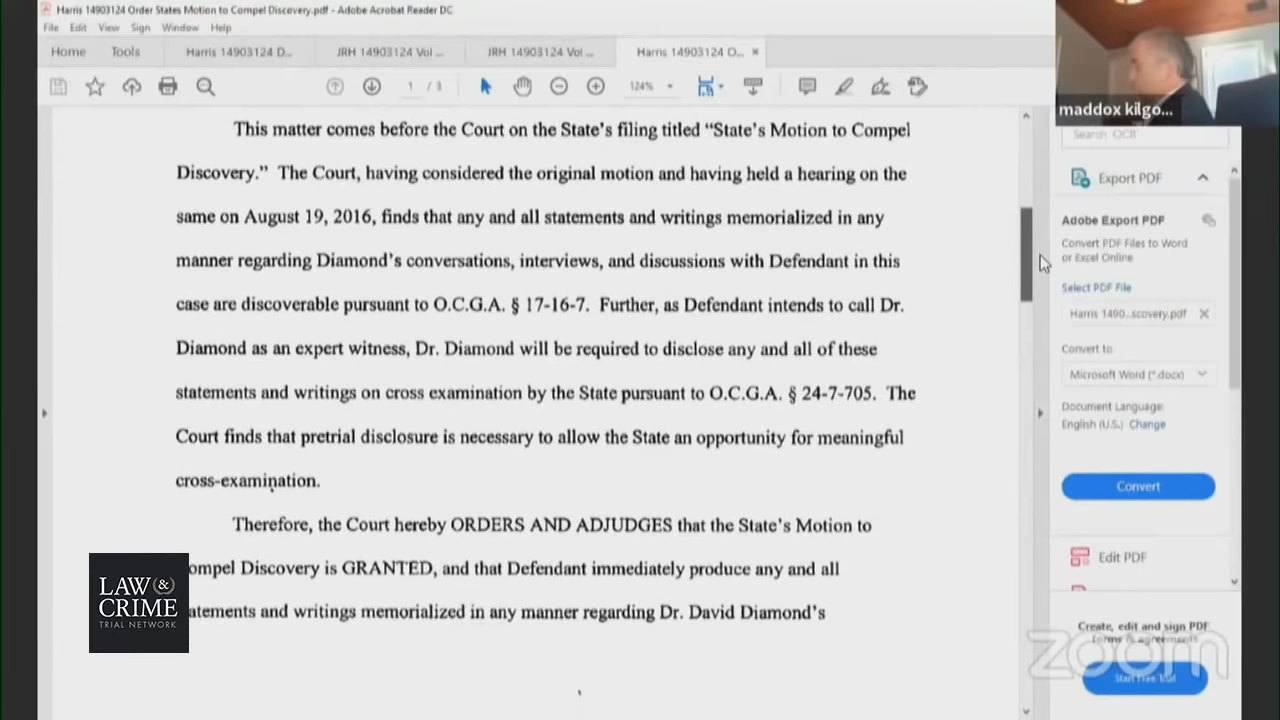 Harris 14903124 Order States Motion to Compel Discovery.pdf - Adobe Acrobat Reader DC
File Edit View Sign Window Help
Home Tools Harris 14903124 D... JRH 14903124 Vol ... JRH 14903124 Vol ... Harris 14903124 O... ×
1 / 3 124%
maddox kilgo...
This matter comes before the Court on the State's filing titled "State's Motion to Compel
Discovery." The Court, having considered the original motion and having held a hearing on the
same on August 19, 2016, finds that any and all statements and writings memorialized in any
manner regarding Diamond's conversations, interviews, and discussions with Defendant in this
case are discoverable pursuant to O.C.G.A. § 17-16-7. Further, as Defendant intends to call Dr.
Diamond as an expert witness, Dr. Diamond will be required to disclose any and all of these
statements and writings on cross examination by the State pursuant to O.C.G.A. § 24-7-705. The
Court finds that pretrial disclosure is necessary to allow the State an opportunity for meaningful
cross-examination.
Therefore, the Court hereby ORDERS AND ADJUDGES that the State's Motion to
ompel Discovery is GRANTED, and that Defendant immediately produce any and all
atements and writings memorialized in any manner regarding Dr. David Diamond's
LAW &
CRIME
TRIAL NETWORK
Search 'OCR'
Export PDF
Adobe Export PDF
Convert PDF Files to Word
or Excel Online
Select PDF File
Harris 1490...scovery.pdf ×
Convert to
Microsoft Word (*.docx)
Document Language:
English (U.S.) Change
Convert
Edit PDF
Create, edit and sign PDF
forms & agreements
Start Free Trial
zoom